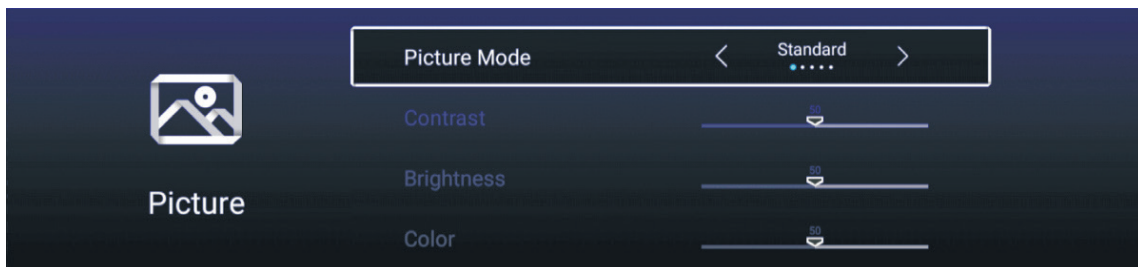 Picture Mode
Standard
Contrast
50
Brightness
50
Picture
Color
50